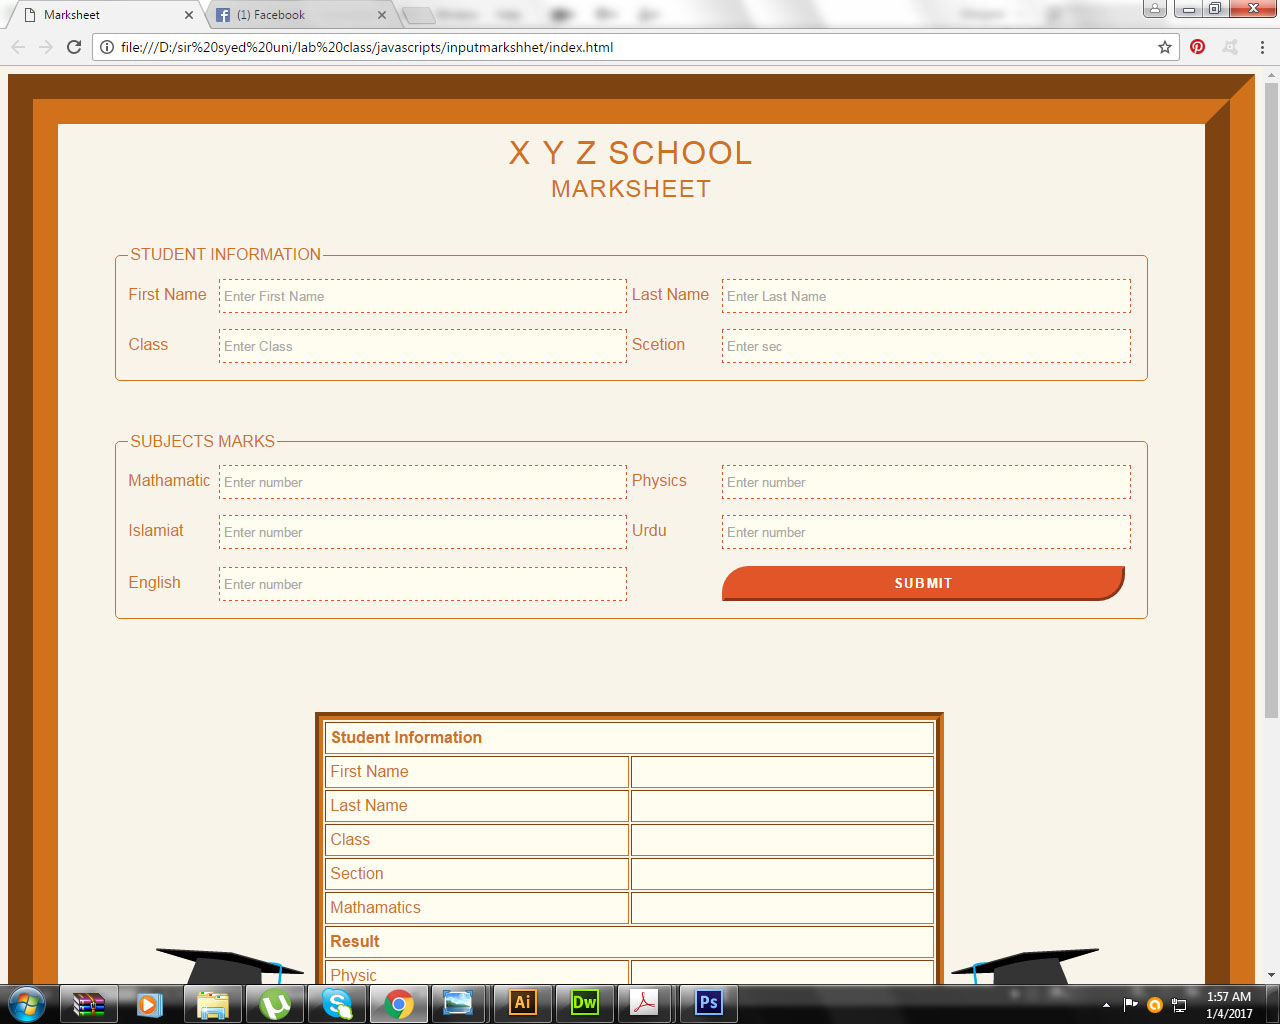 Marksheet
(1) Facebook
file:///D:/sir%20syed%20uni/lab%20class/javascripts/inputmarkshhet/index.html
X Y Z SCHOOL
MARKSHEET
STUDENT INFORMATION
First Name Enter First Name Last Name Enter Last Name
Class Enter Class Scetion Enter sec
SUBJECTS MARKS
Mathamatic Enter number Physics Enter number
Islamiat Enter number Urdu Enter number
English Enter number SUBMIT
Student Information
First Name
Last Name
Class
Section
Mathamatics
Result
Physic
Ai Dw Ps
1:57 AM
1/4/2017